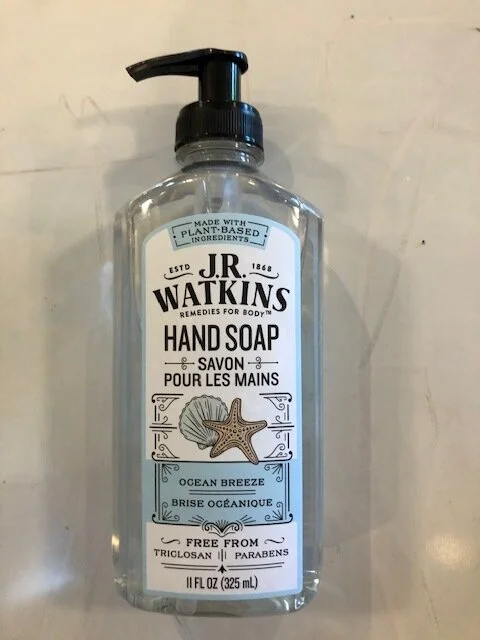 MADE WITH
PLANT-BASED
INGREDIENTS
ESTD J.R. 1868
WATKINS
REMEDIES FOR BODY™
HAND SOAP
SAVON
POUR LES MAINS
OCEAN BREEZE
BRISE OCÉANIQUE
FREE FROM
TRICLOSAN PARABENS
11 FL OZ (325 mL)